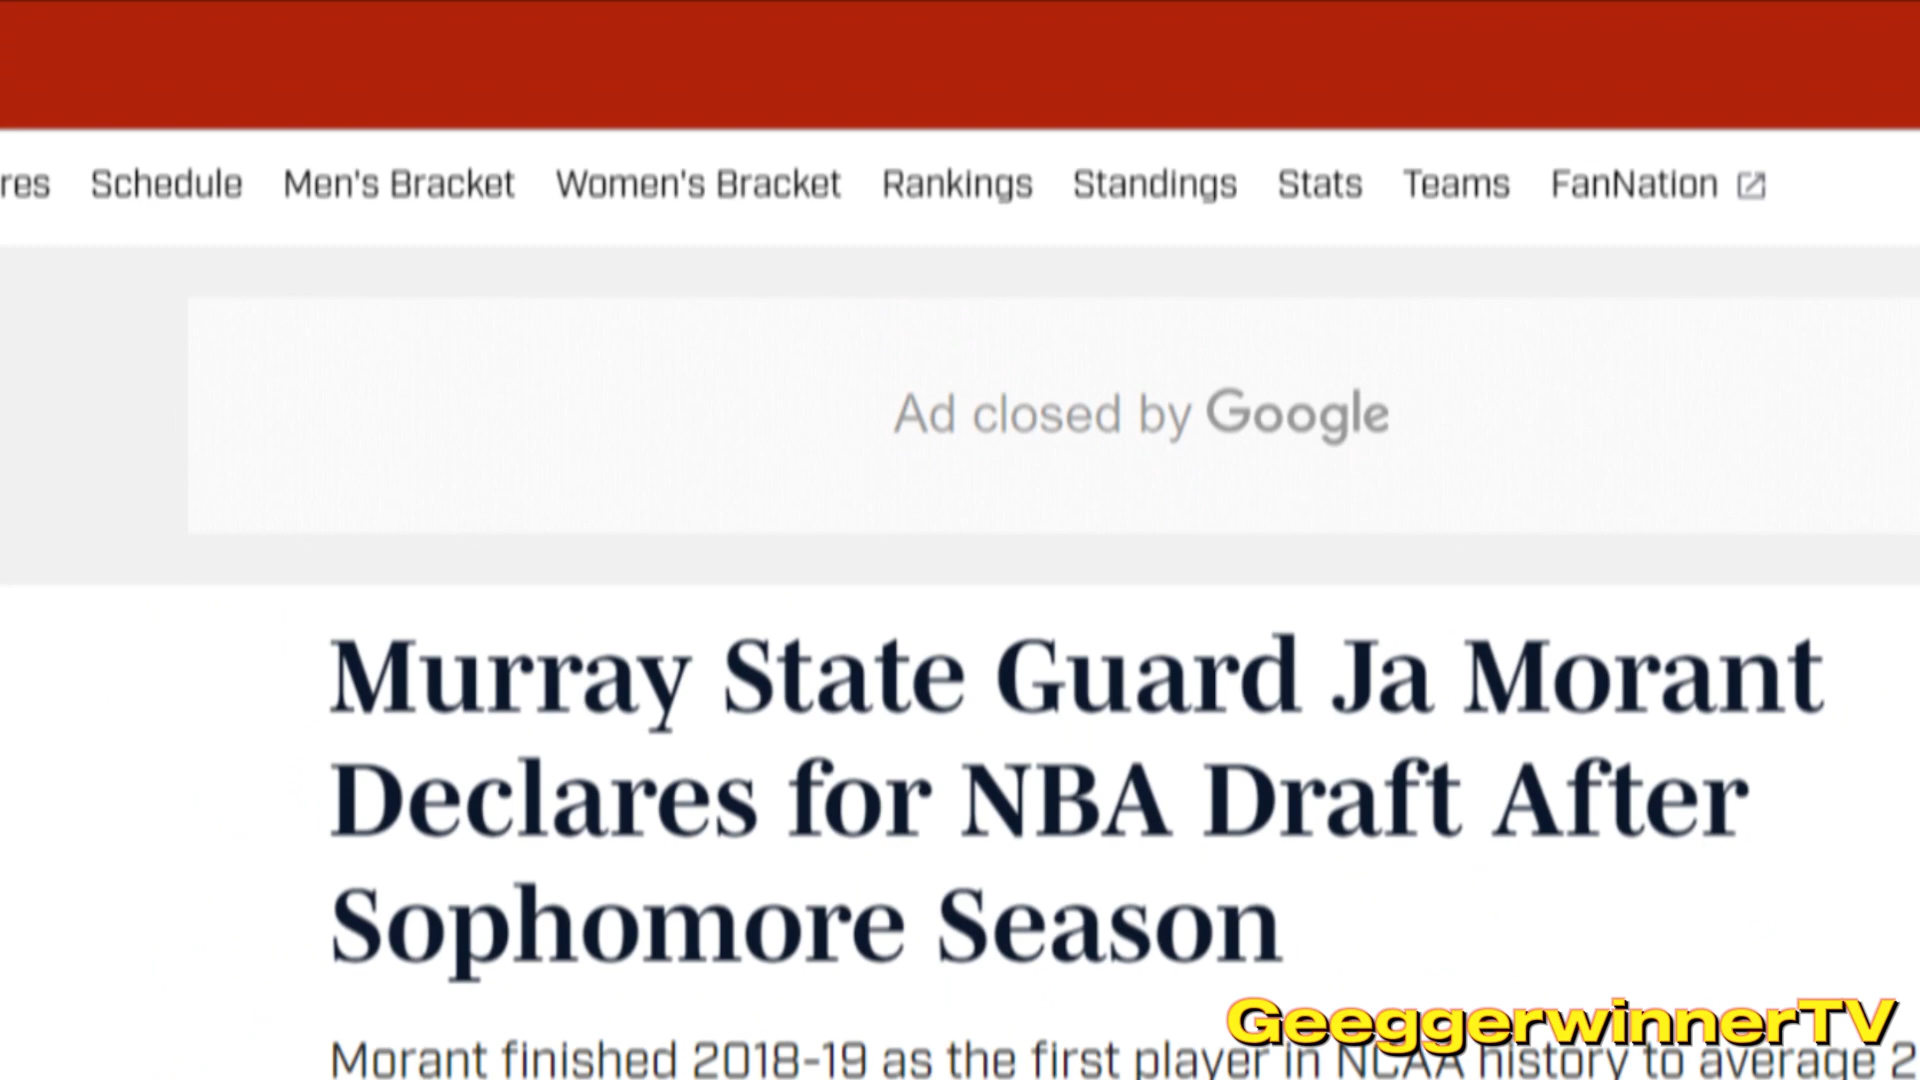 res Schedule Men's Bracket Women's Bracket Rankings Standings Stats Teams FanNation
Ad closed by Google
Murray State Guard Ja Morant
Declares for NBA Draft After
Sophomore Season
GeeggerwinnerTV
Morant finished 2018-19 as the first player in NCAA history to average 2